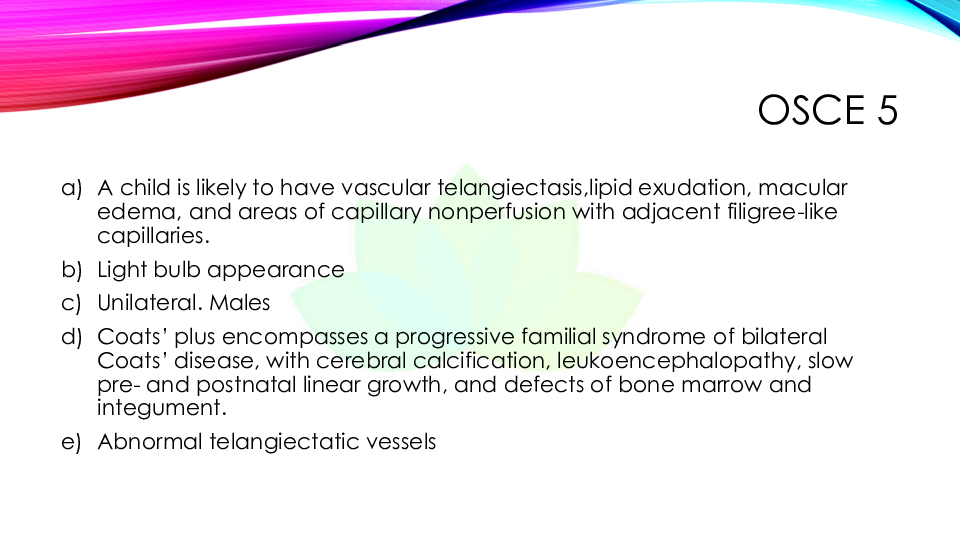 OSCE 5
a) A child is likely to have vascular telangiectasis,lipid exudation, macular
edema, and areas of capillary nonperfusion with adjacent filigree-like
capillaries.
b) Light bulb appearance
c) Unilateral. Males
d) Coats’ plus encompasses a progressive familial syndrome of bilateral
Coats’ disease, with cerebral calcification, leukoencephalopathy, slow
pre- and postnatal linear growth, and defects of bone marrow and
integument.
e) Abnormal telangiectatic vessels